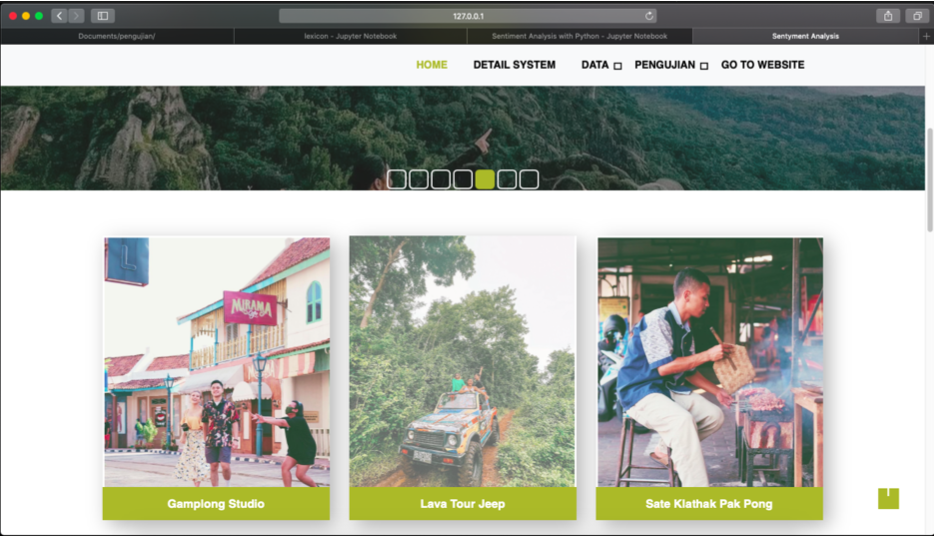 127.0.0.1
Documents/pengujian/
lexicon - Jupyter Notebook
Sentiment Analysis with Python - Jupyter Notebook
Sentyment Analysis
HOME DETAIL SYSTEM DATA PENGUJIAN GO TO WEBSITE
L
MIRAMA
Gamplong Studio
Lava Tour Jeep
Sate Klathak Pak Pong